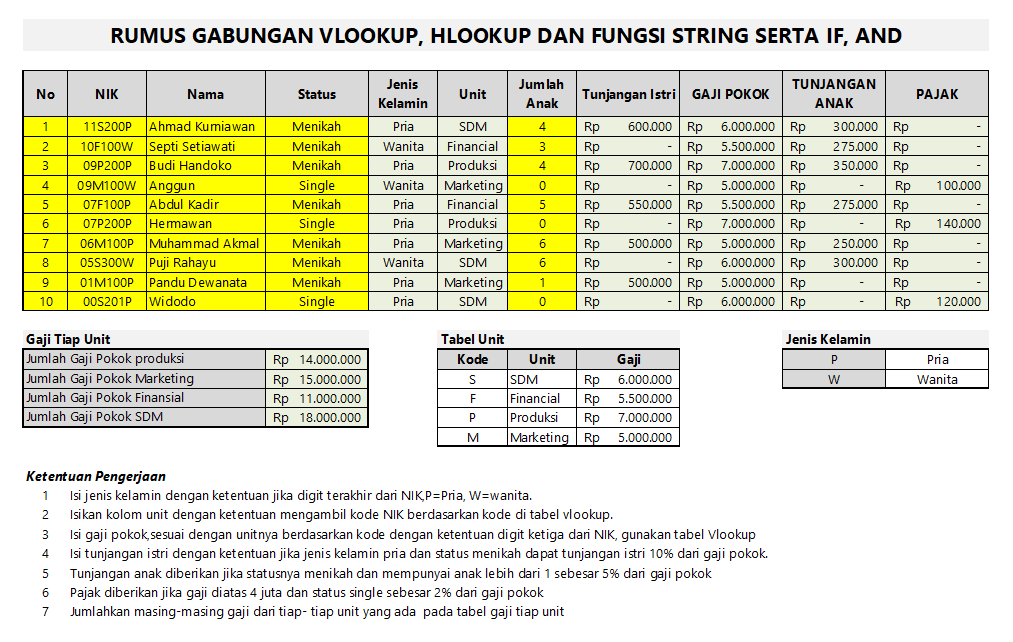 RUMUS GABUNGAN VLOOKUP, HLOOKUP DAN FUNGSI STRING SERTA IF, AND
No NIK Nama Status Jenis Kelamin Unit Jumlah Anak Tunjangan Istri GAJI POKOK TUNJANGAN ANAK PAJAK
1 11S200P Ahmad Kurniawan Menikah Pria SDM 4 Rp 600.000 Rp 6.000.000 Rp 300.000 Rp -
2 10F100W Septi Setiawati Menikah Wanita Financial 3 Rp - Rp 5.500.000 Rp 275.000 Rp -
3 09P200P Budi Handoko Menikah Pria Produksi 4 Rp 700.000 Rp 7.000.000 Rp 350.000 Rp -
4 09M100W Anggun Single Wanita Marketing 0 Rp - Rp 5.000.000 Rp - Rp 100.000
5 07F100P Abdul Kadir Menikah Pria Financial 5 Rp 550.000 Rp 5.500.000 Rp 275.000 Rp -
6 07P200P Hermawan Single Pria Produksi 0 Rp - Rp 7.000.000 Rp - Rp 140.000
7 06M100P Muhammad Akmal Menikah Pria Marketing 6 Rp 500.000 Rp 5.000.000 Rp 250.000 Rp -
8 05S300W Puji Rahayu Menikah Wanita SDM 6 Rp - Rp 6.000.000 Rp 300.000 Rp -
9 01M100P Pandu Dewanata Menikah Pria Marketing 1 Rp 500.000 Rp 5.000.000 Rp - Rp -
10 00S201P Widodo Single Pria SDM 0 Rp - Rp 6.000.000 Rp - Rp 120.000
Gaji Tiap Unit
Jumlah Gaji Pokok produksi Rp 14.000.000
Jumlah Gaji Pokok Marketing Rp 15.000.000
Jumlah Gaji Pokok Finansial Rp 11.000.000
Jumlah Gaji Pokok SDM Rp 18.000.000
Tabel Unit
Kode Unit Gaji
S SDM Rp 6.000.000
F Financial Rp 5.500.000
P Produksi Rp 7.000.000
M Marketing Rp 5.000.000
Jenis Kelamin
P Pria
W Wanita
Ketentuan Pengerjaan
1 Isi jenis kelamin dengan ketentuan jika digit terakhir dari NIK,P=Pria, W=wanita.
2 Isikan kolom unit dengan ketentuan mengambil kode NIK berdasarkan kode di tabel vlookup.
3 Isi gaji pokok,sesuai dengan unitnya berdasarkan kode dengan ketentuan digit ketiga dari NIK, gunakan tabel Vlookup
4 Isi tunjangan istri dengan ketentuan jika jenis kelamin pria dan status menikah dapat tunjangan istri 10% dari gaji pokok.
5 Tunjangan anak diberikan jika statusnya menikah dan mempunyai anak lebih dari 1 sebesar 5% dari gaji pokok
6 Pajak diberikan jika gaji diatas 4 juta dan status single sebesar 2% dari gaji pokok
7 Jumlahkan masing-masing gaji dari tiap- tiap unit yang ada pada tabel gaji tiap unit